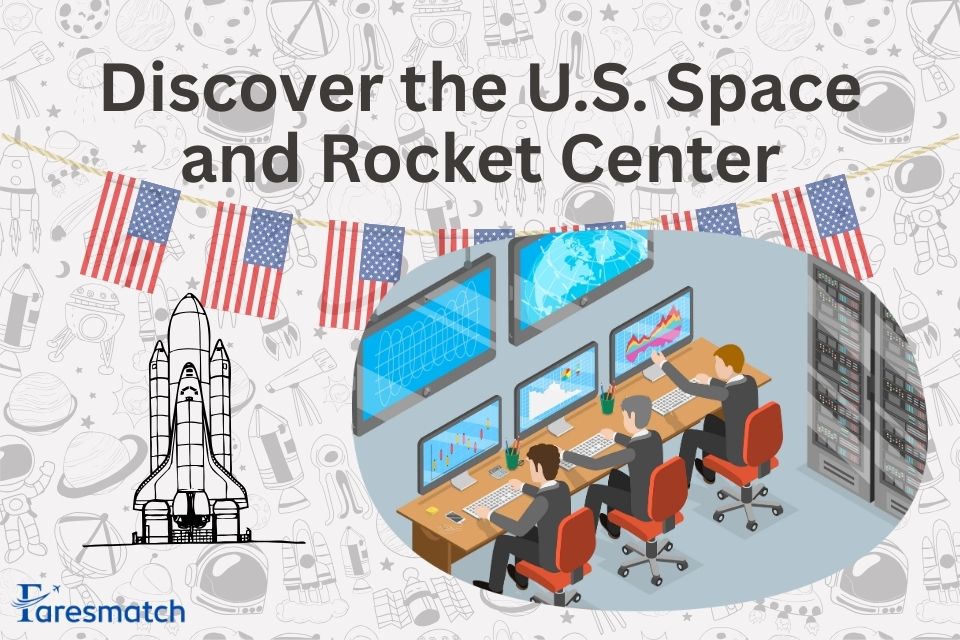 Discover the U.S. Space
and Rocket Center
Faresmatch